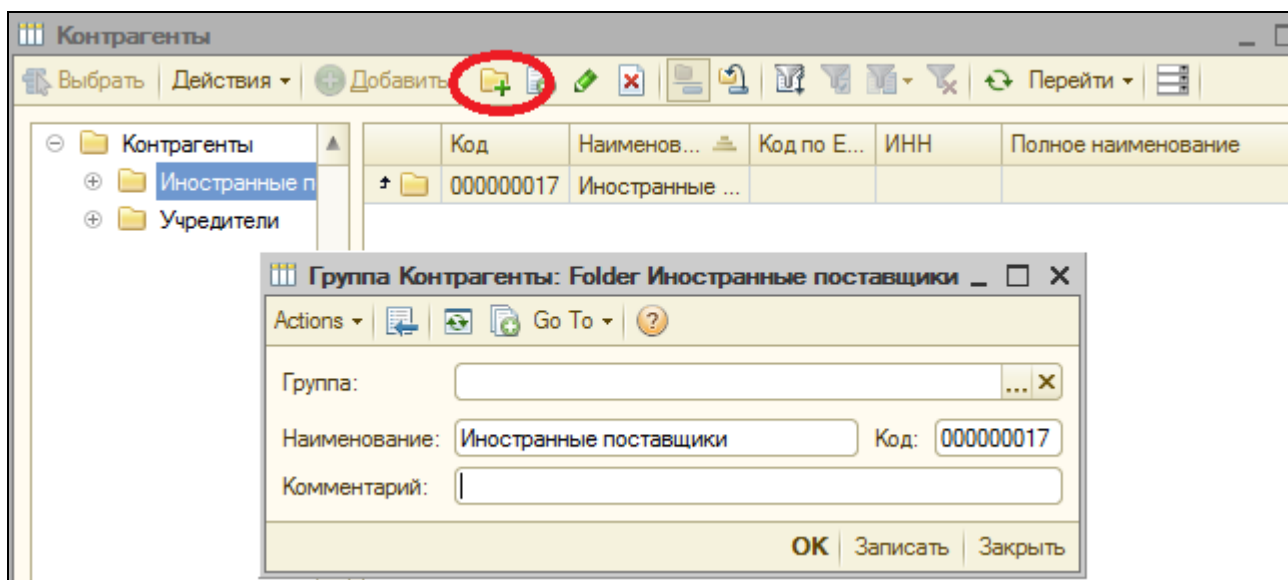 Контрагенты
Выбрать Действия Добавить Перейти
Контрагенты
Иностранные п
Учредители
Код Наименов... Код по Е... ИНН Полное наименование
000000017 Иностранные ...
Группа Контрагенты: Folder Иностранные поставщики
Actions Go To ?
Группа: ...
Наименование: Иностранные поставщики Код: 000000017
Комментарий:
OK Записать Закрыть